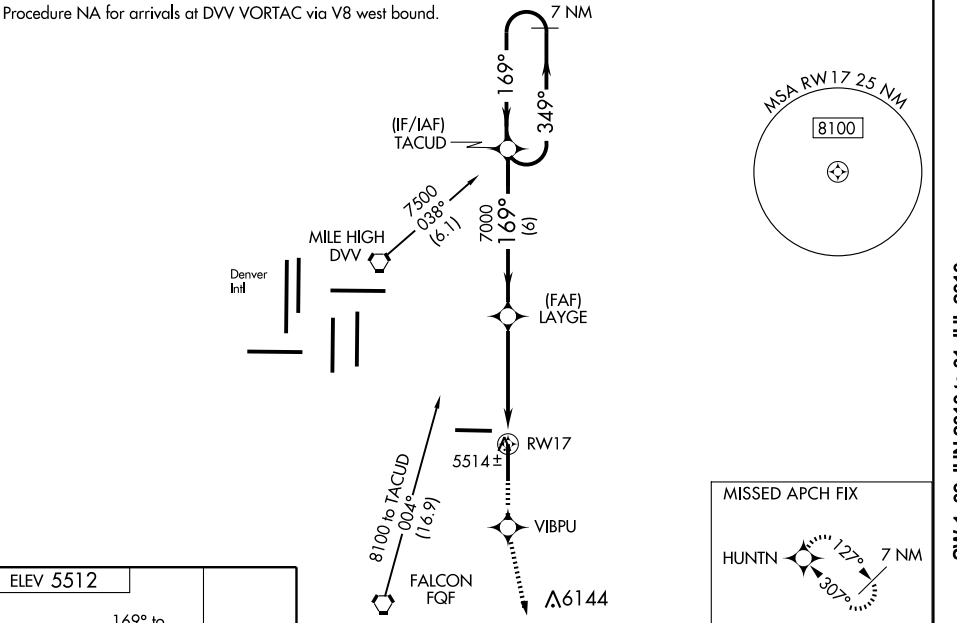 Procedure NA for arrivals at DVV VORTAC via V8 west bound.
7 NM
169°
349°
(IF/IAF)
TACUD
MSA RW17 25 NM
8100
7500
038°
(6.1)
7000
169°
(6)
MILE HIGH
DVV
Denver
Intl
(FAF)
LAYGE
RW17
5514±
8100 to TACUD
004°
(16.9)
VIBPU
FALCON
FQF
6144
MISSED APCH FIX
HUNTN
127°
307°
7 NM
ELEV 5512
169° to